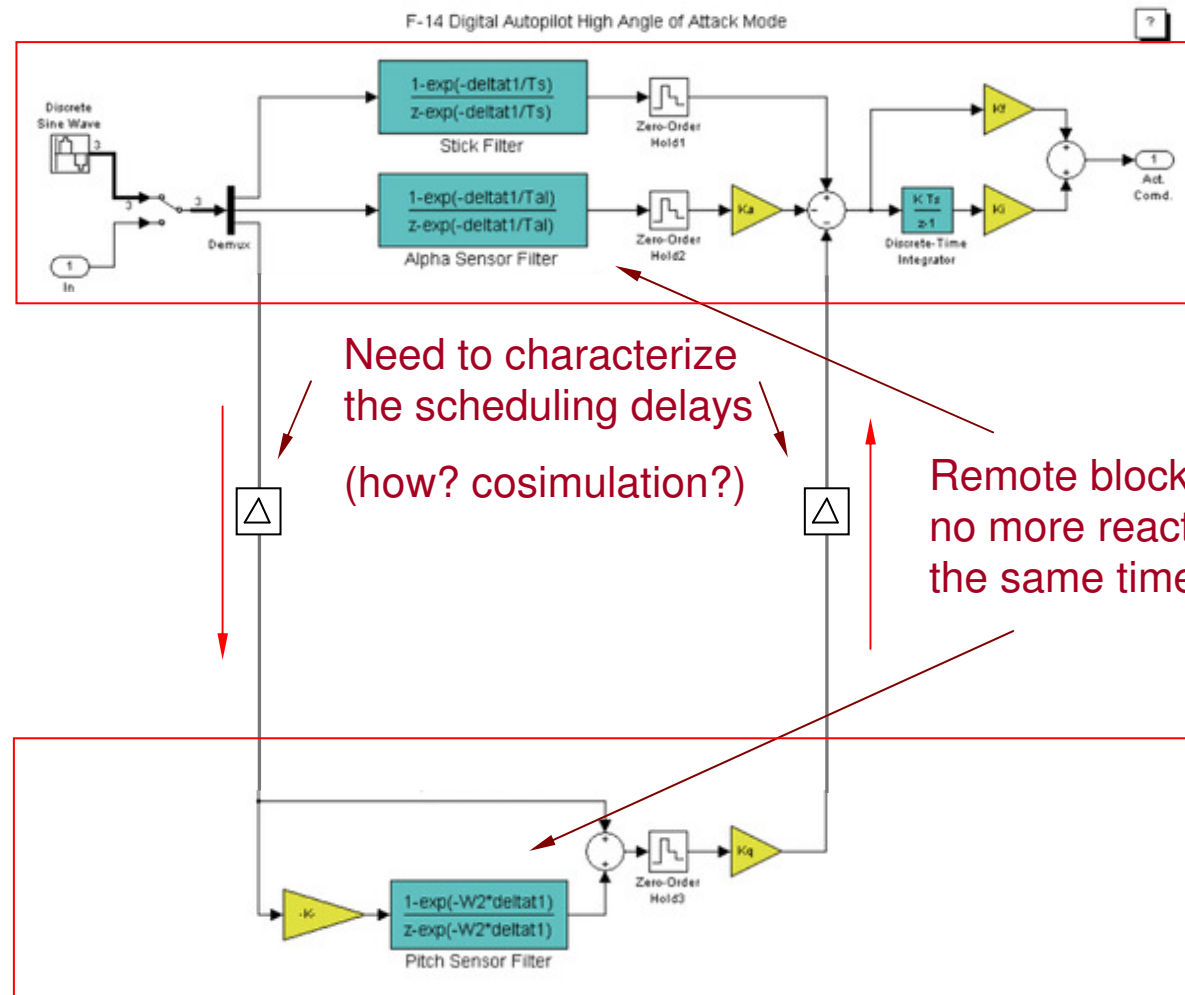 F-14 Digital Autopilot High Angle of Attack Mode
?
Discrete
Sine Wave
3
3
3
1
In
Demux
1-exp(-deltat1/Ts)
z-exp(-deltat1/Ts)
Stick Filter
Zero-Order
Hold1
1-exp(-deltat1/Tal)
z-exp(-deltat1/Tal)
Alpha Sensor Filter
Zero-Order
Hold2
Ka
K Ts
z-1
Discrete-Time
Integrator
Kf
Ki
1
Act.
Comd.
Need to characterize
the scheduling delays
(how? cosimulation?)
Δ
Δ
Remote block
no more react
the same time
-K-
1-exp(-W2*deltat1)
z-exp(-W2*deltat1)
Pitch Sensor Filter
Zero-Order
Hold3
Kq